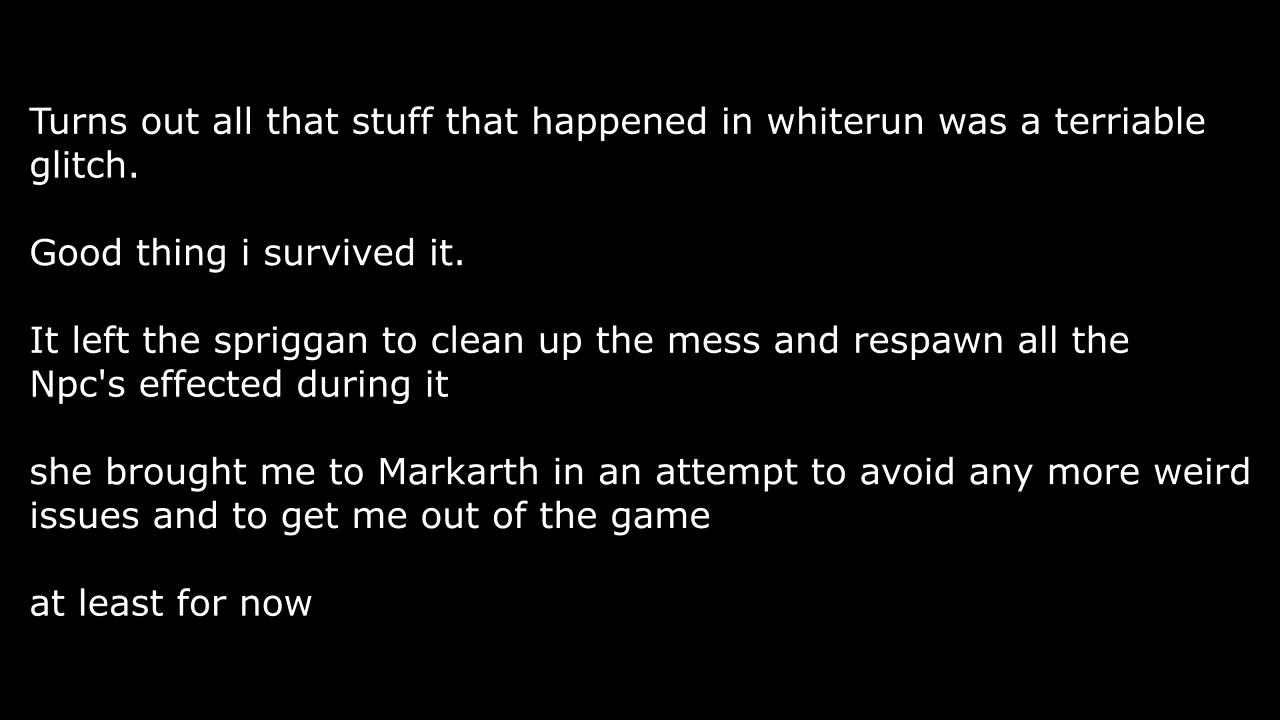 Turns out all that stuff that happened in whiterun was a terriable
glitch.
Good thing i survived it.
It left the spriggan to clean up the mess and respawn all the
Npc's effected during it
she brought me to Markarth in an attempt to avoid any more weird
issues and to get me out of the game
at least for now